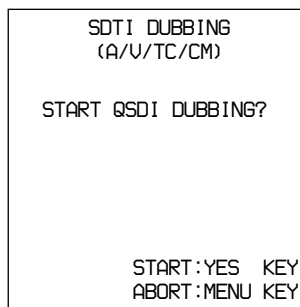 SDTI DUBBING
(A/V/TC/CM)
START QSDI DUBBING?
START:YES KEY
ABORT:MENU KEY